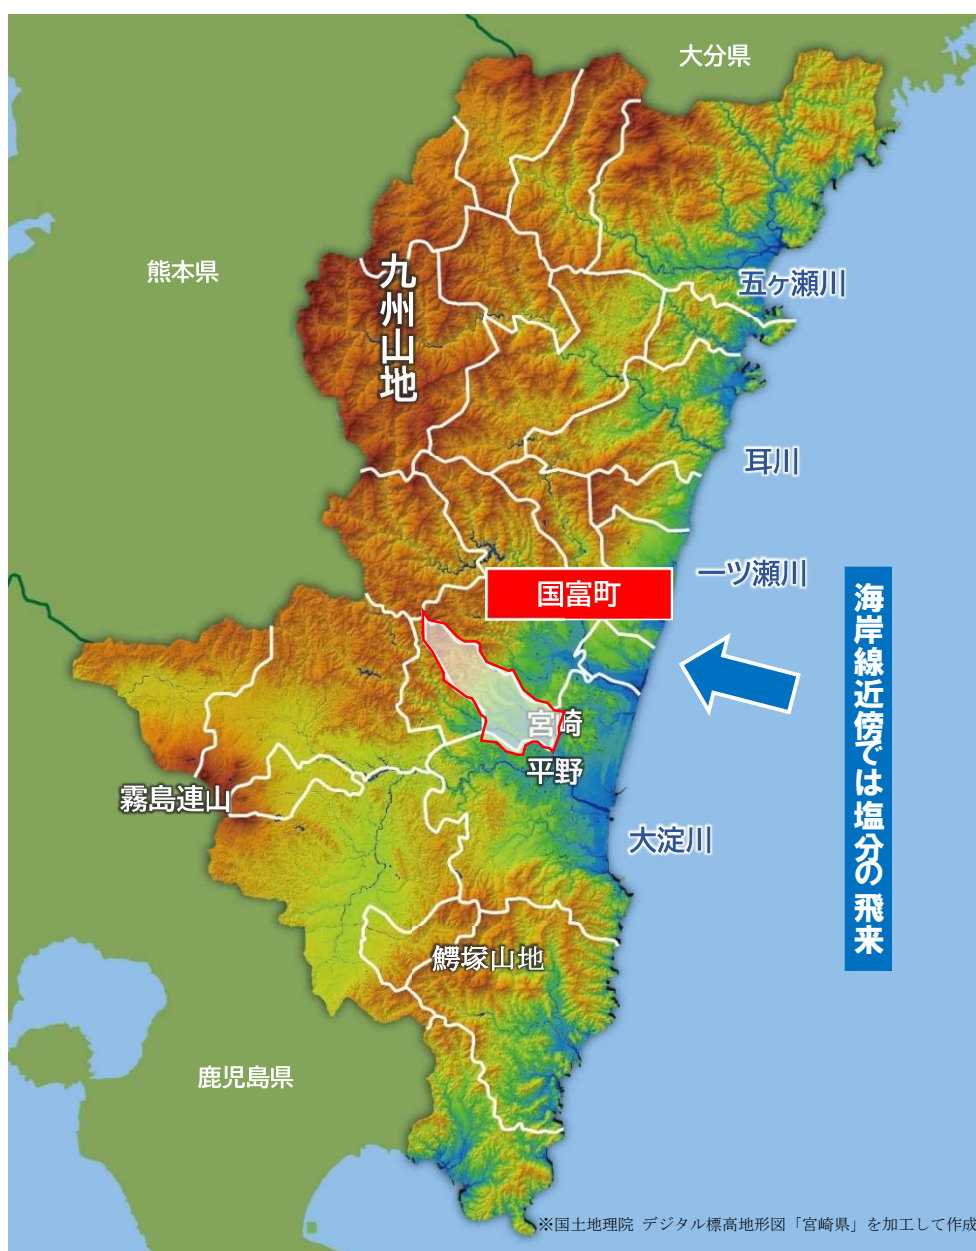 大分県
熊本県
九州山地
五ヶ瀬川
耳川
一ツ瀬川
国富町
海岸線近傍では塩分の飛来
宮崎
平野
霧島連山
大淀川
鰐塚山地
鹿児島県
※国土地理院 デジタル標高地形図「宮崎県」を加工して作成